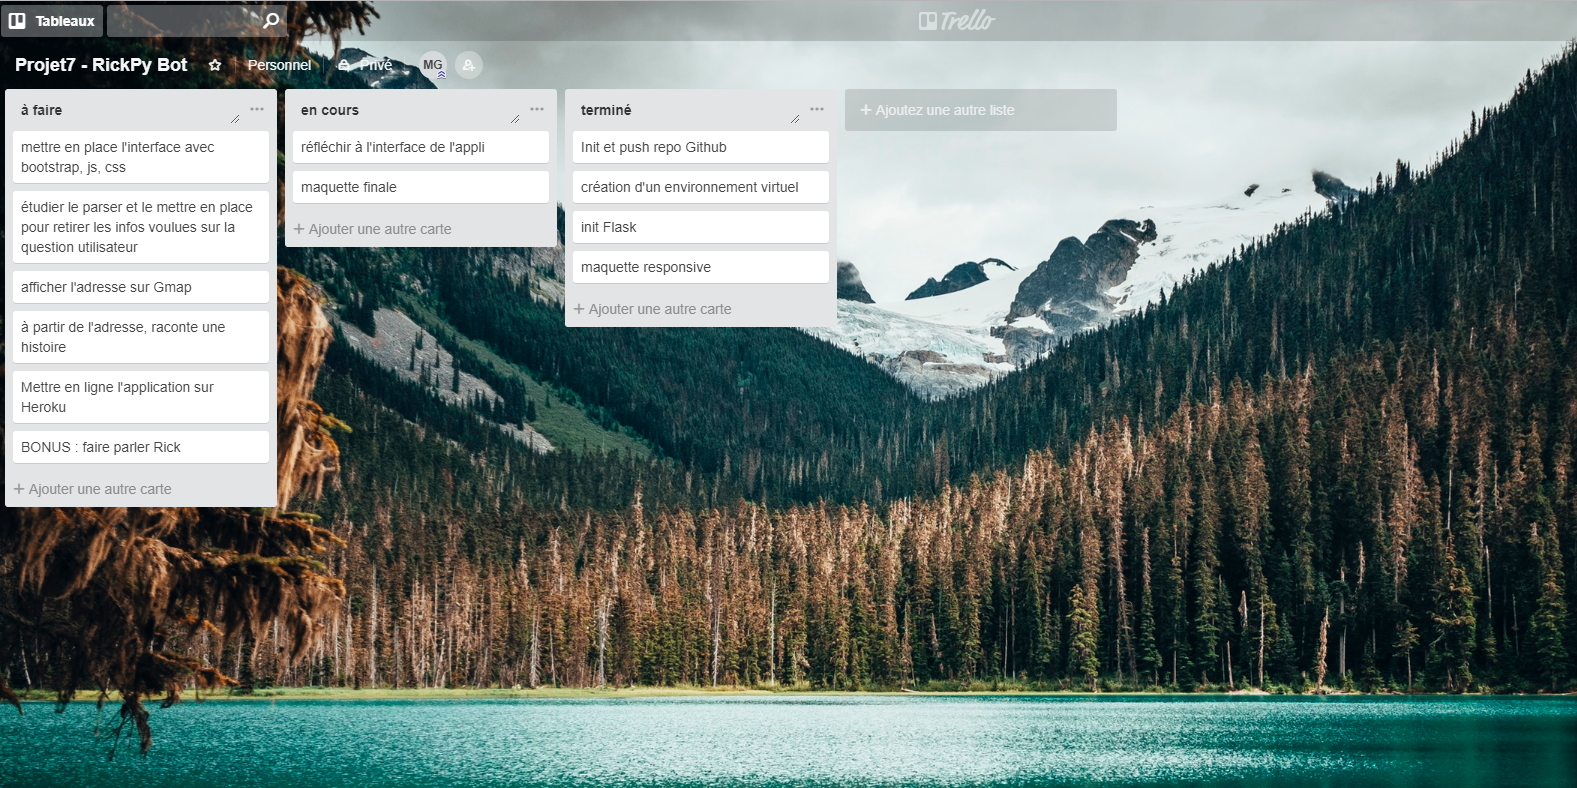 Tableaux
Trello
Projet7 - RickPy Bot
Personnel
Privé
MG
à faire
mettre en place l'interface avec
bootstrap, js, css
étudier le parser et le mettre en place
pour retirer les infos voulues sur la
question utilisateur
afficher l'adresse sur Gmap
à partir de l'adresse, raconte une
histoire
Mettre en ligne l'application sur
Heroku
BONUS : faire parler Rick
+ Ajouter une autre carte
en cours
réfléchir à l'interface de l'appli
maquette finale
+ Ajouter une autre carte
terminé
Init et push repo Github
création d'un environnement virtuel
init Flask
maquette responsive
+ Ajouter une autre carte
+ Ajoutez une autre liste